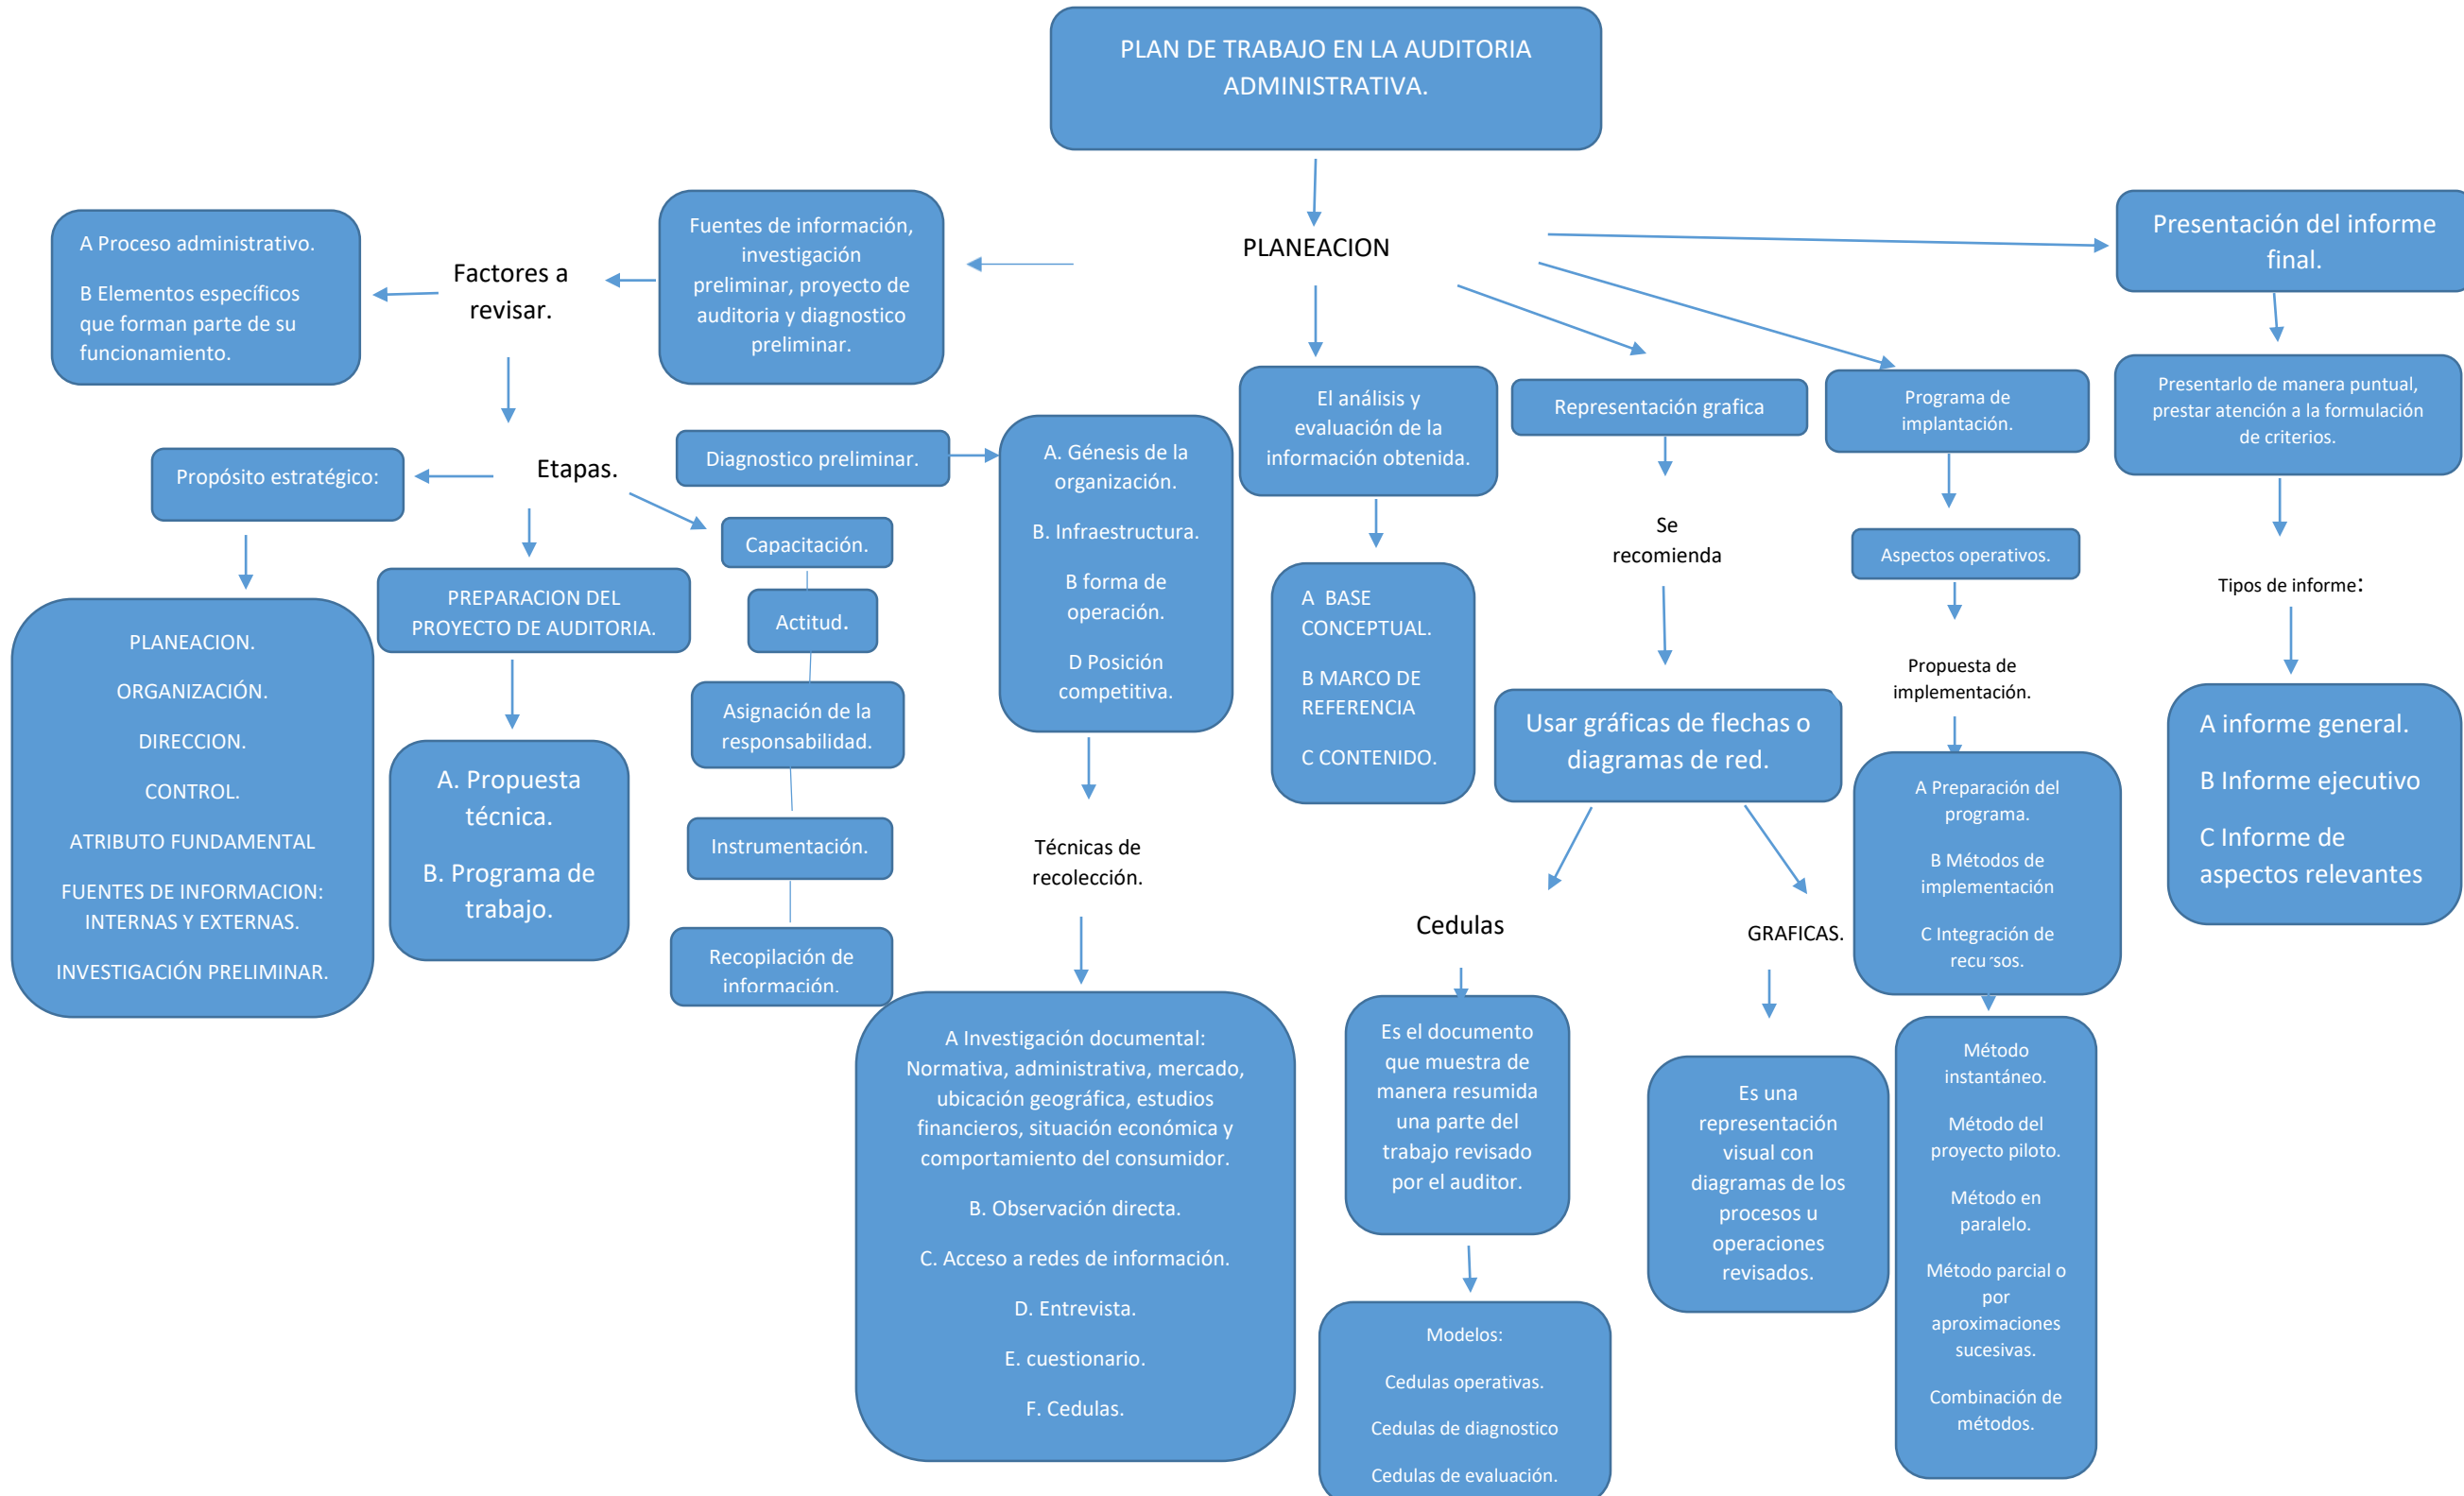 PLAN DE TRABAJO EN LA AUDITORIA
ADMINISTRATIVA.
PLANEACION
Fuentes de información,
investigación
preliminar, proyecto de
auditoria y diagnostico
preliminar.
Factores a
revisar.
A Proceso administrativo.
B Elementos específicos
que forman parte de su
funcionamiento.
Etapas.
Propósito estratégico:
PLANEACION.
ORGANIZACIÓN.
DIRECCION.
CONTROL.
ATRIBUTO FUNDAMENTAL
FUENTES DE INFORMACION:
INTERNAS Y EXTERNAS.
INVESTIGACIÓN PRELIMINAR.
PREPARACION DEL
PROYECTO DE AUDITORIA.
A. Propuesta
técnica.
B. Programa de
trabajo.
Capacitación.
Actitud.
Asignación de la
responsabilidad.
Instrumentación.
Recopilación de
información.
Diagnostico preliminar.
A. Génesis de la
organización.
B. Infraestructura.
B forma de
operación.
D Posición
competitiva.
Técnicas de
recolección.
A Investigación documental:
Normativa, administrativa, mercado,
ubicación geográfica, estudios
financieros, situación económica y
comportamiento del consumidor.
B. Observación directa.
C. Acceso a redes de información.
D. Entrevista.
E. cuestionario.
F. Cedulas.
El análisis y
evaluación de la
información obtenida.
A  BASE
CONCEPTUAL.
B MARCO DE
REFERENCIA
C CONTENIDO.
Representación grafica
Se
recomienda
Usar gráficas de flechas o
diagramas de red.
Cedulas
Es el documento
que muestra de
manera resumida
una parte del
trabajo revisado
por el auditor.
Modelos:
Cedulas operativas.
Cedulas de diagnostico
Cedulas de evaluación.
GRAFICAS.
Es una
representación
visual con
diagramas de los
procesos u
operaciones
revisados.
Programa de
implantación.
Aspectos operativos.
Propuesta de
implementación.
A Preparación del
programa.
B Métodos de
implementación
C Integración de
recursos.
Método
instantáneo.
Método del
proyecto piloto.
Método en
paralelo.
Método parcial o
por
aproximaciones
sucesivas.
Combinación de
métodos.
Presentación del informe
final.
Presentarlo de manera puntual,
prestar atención a la formulación
de criterios.
Tipos de informe:
A informe general.
B Informe ejecutivo
C Informe de
aspectos relevantes